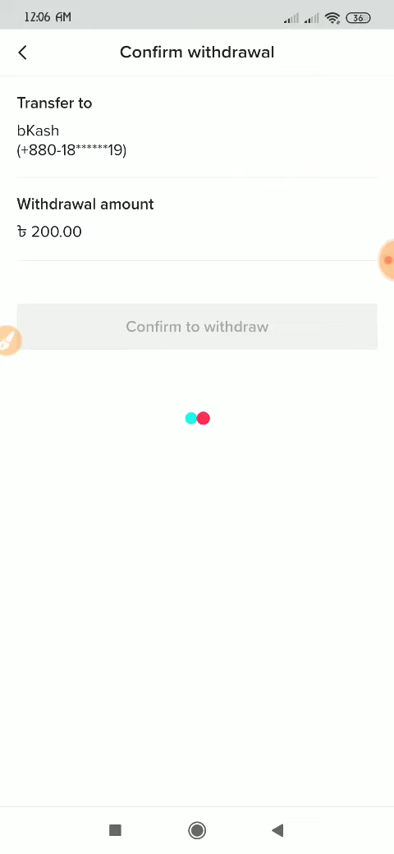 12:06 AM
36
Confirm withdrawal
Transfer to
bKash
(+880-18******19)
Withdrawal amount
৳ 200.00
Confirm to withdraw